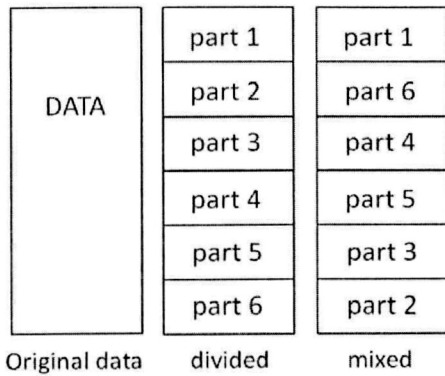 DATA
Original data
part 1
part 2
part 3
part 4
part 5
part 6
divided
part 1
part 6
part 4
part 5
part 3
part 2
mixed